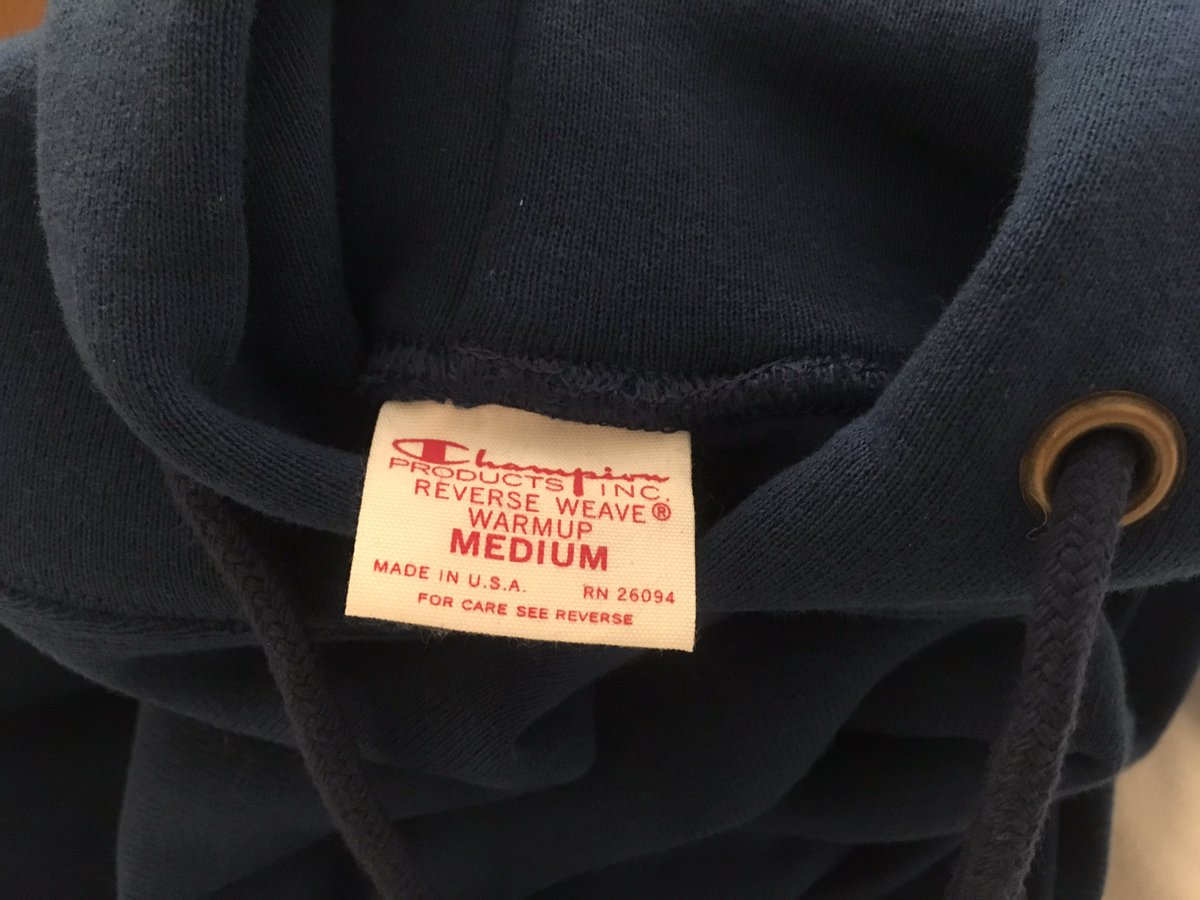 Champion
PRODUCTS INC.
REVERSE WEAVE®
WARMUP
MEDIUM
MADE IN U.S.A. RN 26094
FOR CARE SEE REVERSE